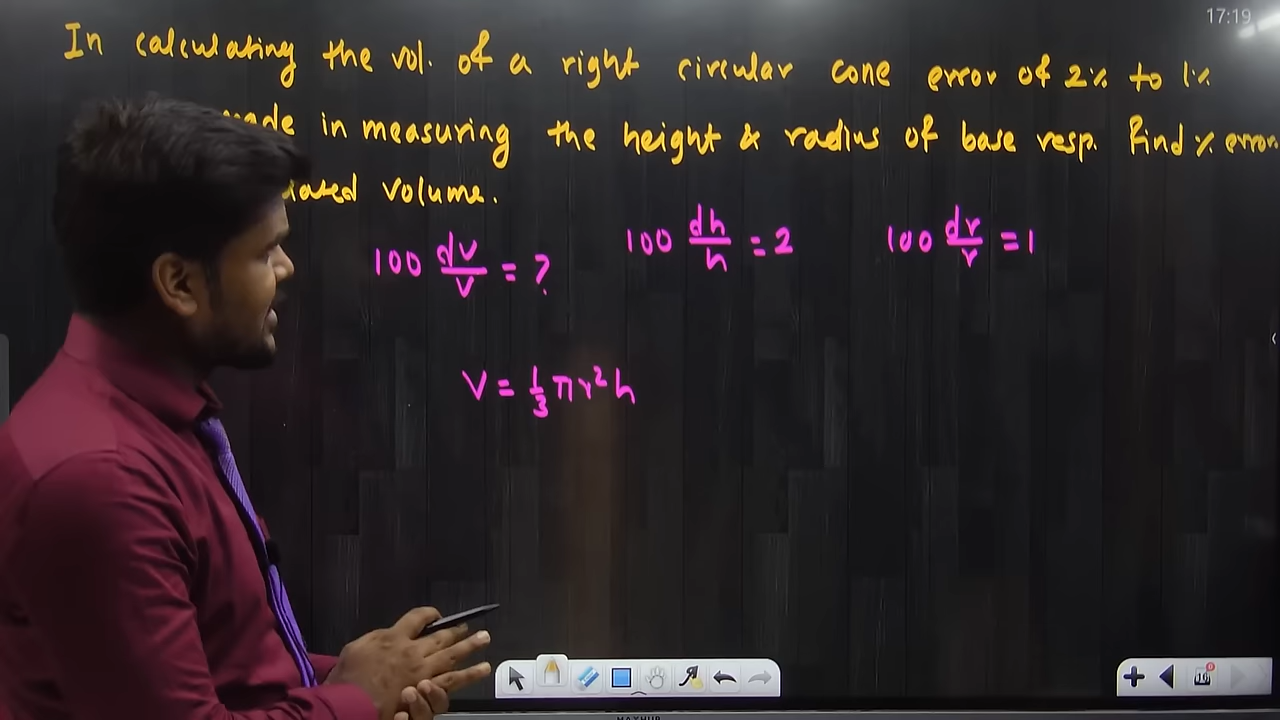 17:19
In calculating the vol. of a right circular cone error of 2% to 1%
made in measuring the height & radius of base resp. Find % error
volume.
100 dV/V = ? 100 dh/h = 2 100 dr/r = 1
V = 1/3 πr²h